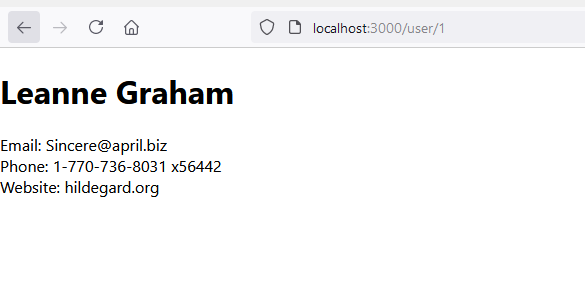 localhost:3000/user/1
Leanne Graham
Email: Sincere@april.biz
Phone: 1-770-736-8031 x56442
Website: hildegard.org